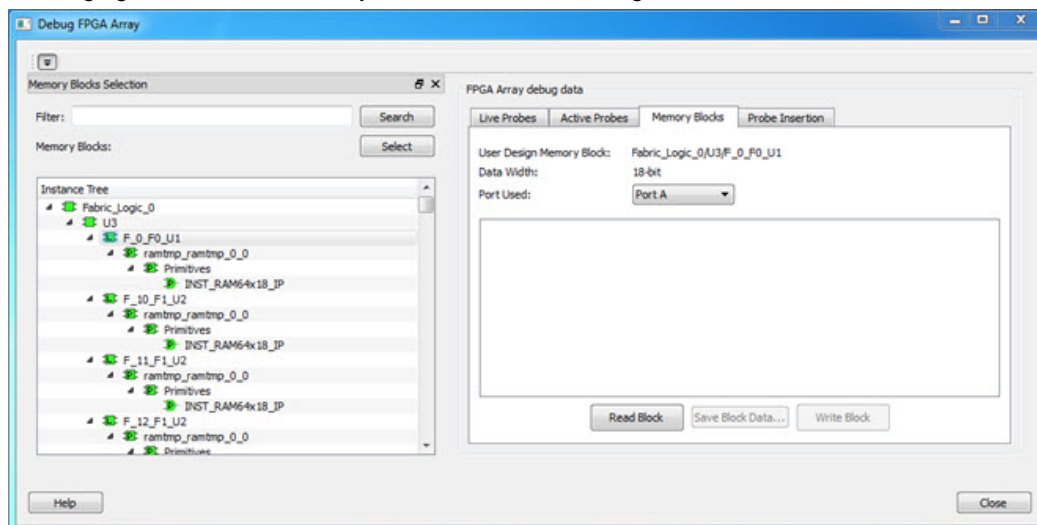 Debug FPGA Array
Memory Blocks Selection
Filter:
Search
Memory Blocks:
Select
Instance Tree
Fabric_Logic_0
U3
F_0_F0_U1
ramtmp_ramtmp_0_0
Primitives
INST_RAM64x18_IP
F_10_F1_U2
ramtmp_ramtmp_0_0
Primitives
INST_RAM64x18_IP
F_11_F1_U2
ramtmp_ramtmp_0_0
Primitives
INST_RAM64x18_IP
F_12_F1_U2
ramtmp_ramtmp_0_0
Primitives
FPGA Array debug data
Live Probes Active Probes Memory Blocks Probe Insertion
User Design Memory Block: Fabric_Logic_0/U3/F_0_F0_U1
Data Width: 18-bit
Port Used: Port A
Read Block Save Block Data... Write Block
Help Close